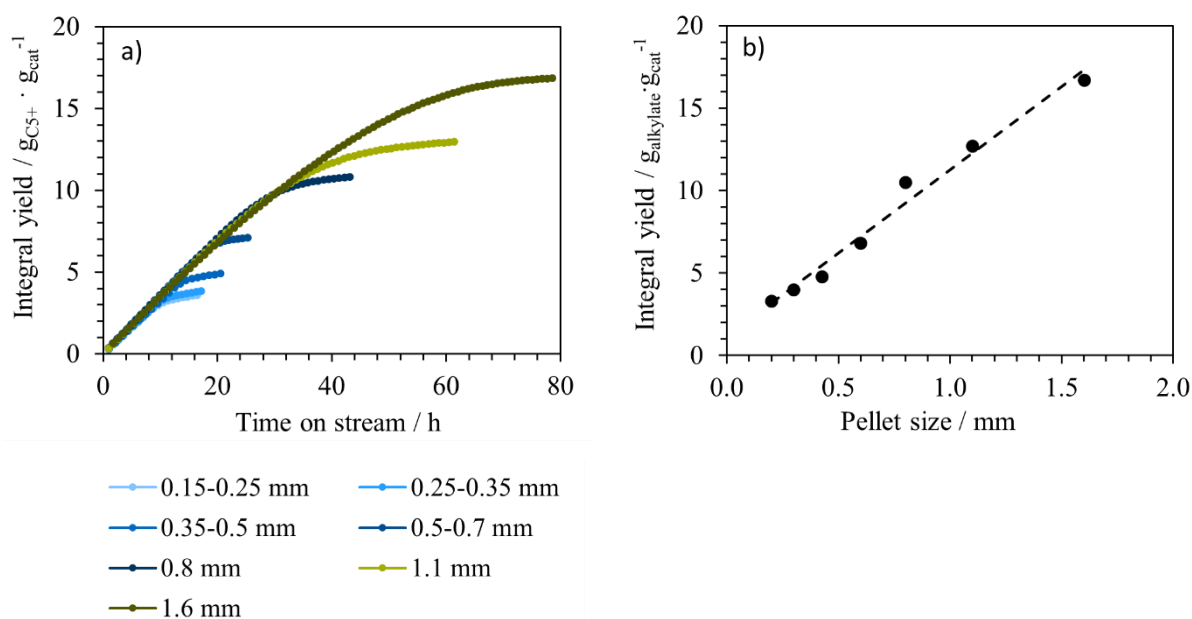 a)
20
15
10
5
0
Integral yield / gC5+ · gcat-1
0 20 40 60 80
Time on stream / h
b)
20
15
10
5
0
Integral yield / galkylate·gcat-1
0.0 0.5 1.0 1.5 2.0
Pellet size / mm
0.15-0.25 mm 0.25-0.35 mm
0.35-0.5 mm 0.5-0.7 mm
0.8 mm 1.1 mm
1.6 mm